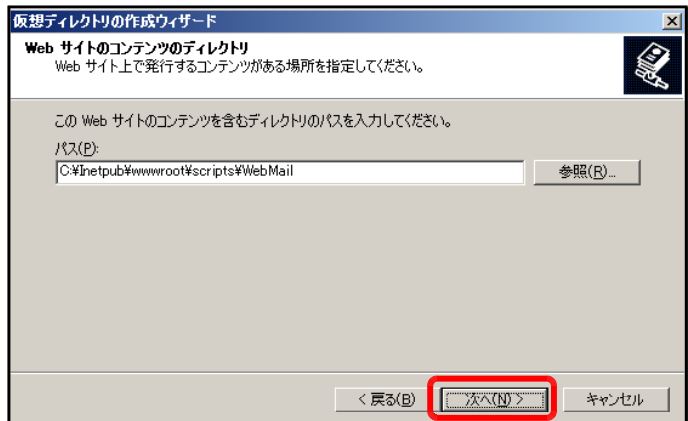 仮想ディレクトリの作成ウィザード
Web サイトのコンテンツのディレクトリ
Web サイト上で発行するコンテンツがある場所を指定してください。
この Web サイトのコンテンツを含むディレクトリのパスを入力してください。
パス(P):
C:¥Inetpub¥wwwroot¥scripts¥WebMail
参照(R)...
< 戻る(B)
次へ(N) >
キャンセル